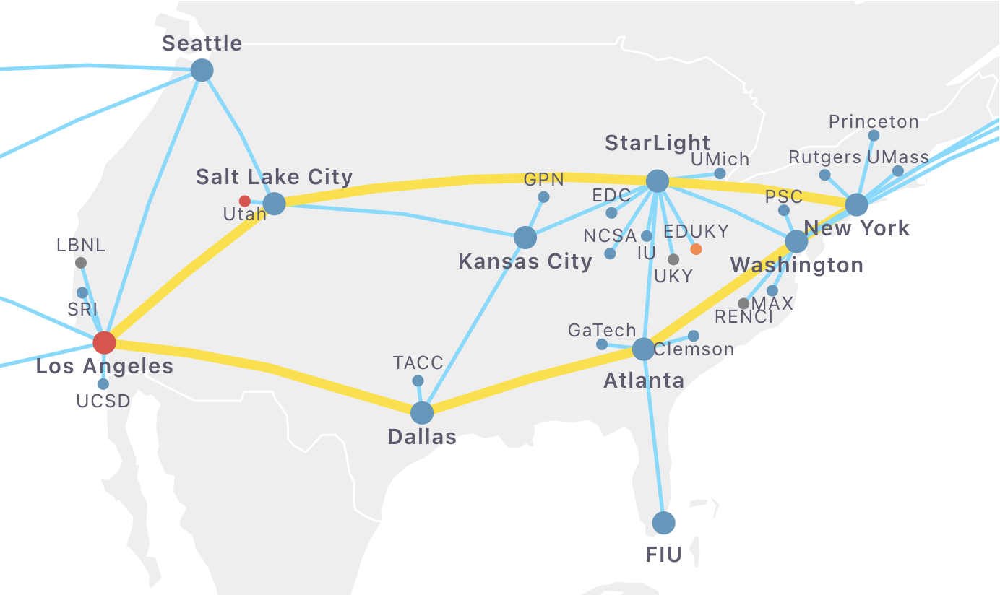 Seattle
Princeton
StarLight
Rutgers
UMass
UMich
Salt Lake City
GPN
EDC
PSC
Utah
New York
NCSA
EDUKY
LBNL
IU
Kansas City
Washington
UKY
SRI
MAX
RENCI
GaTech
Clemson
TACC
Los Angeles
Atlanta
UCSD
Dallas
FIU